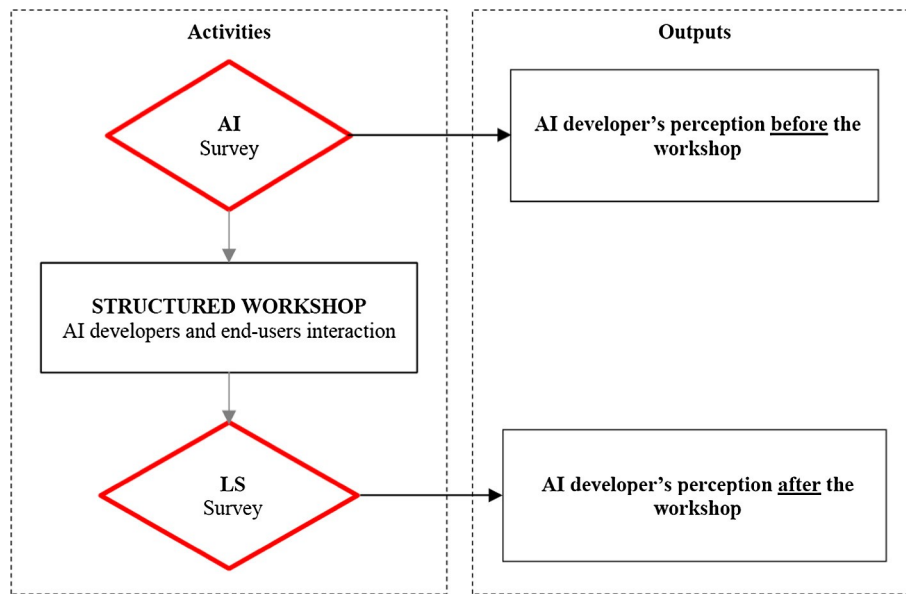 Activities
AI
Survey
STRUCTURED WORKSHOP
AI developers and end-users interaction
LS
Survey
Outputs
AI developer's perception before the
workshop
AI developer's perception after the
workshop